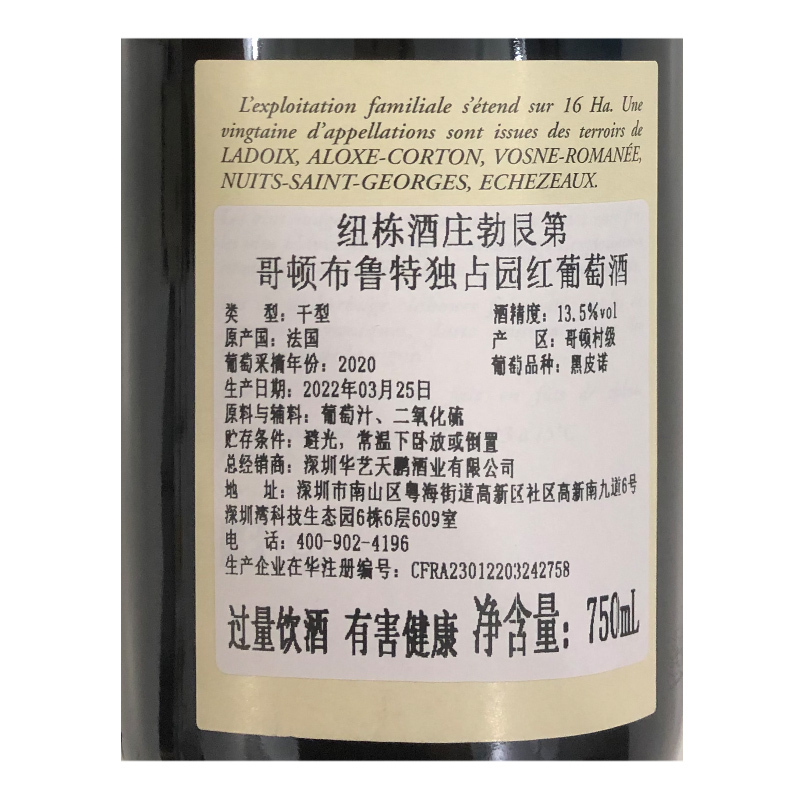 L'exploitation familiale s'étend sur 16 Ha. Une
vingtaine d'appellations sont issues des terroirs de
LADOIX, ALOXE-CORTON, VOSNE-ROMANÉE,
NUITS-SAINT-GEORGES, ECHEZEAUX.
纽栋酒庄勃艮第
哥顿布鲁特独占园红葡萄酒
类 型：干型 酒精度：13.5%vol
原产国：法国 产 区：哥顿村级
葡萄采摘年份：2020 葡萄品种：黑皮诺
生产日期：2022年03月25日
原料与辅料：葡萄汁、二氧化硫
贮存条件：避光，常温下卧放或倒置
总经销商：深圳华艺天鹏酒业有限公司
地 址：深圳市南山区粤海街道高新区社区高新南九道6号
深圳湾科技生态园6栋6层609室
电 话：400-902-4196
生产企业在华注册编号：CFRA23012203242758
过量饮酒 有害健康 净含量：750mL